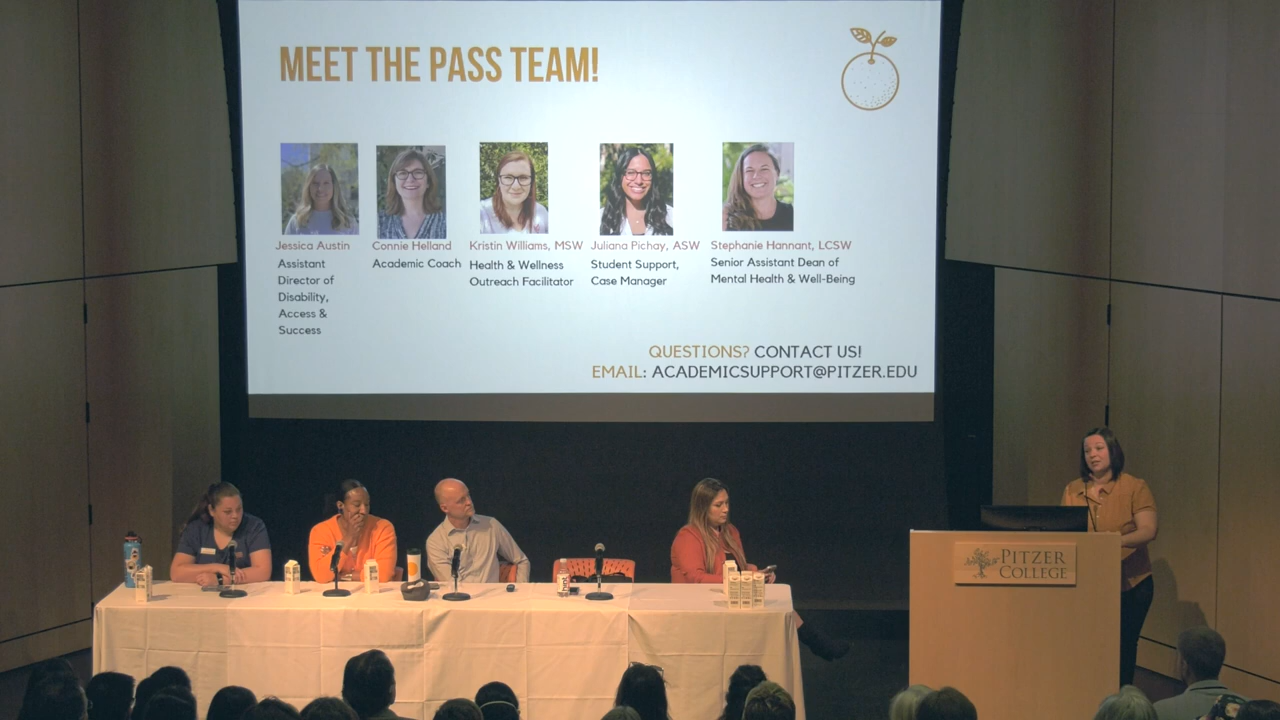 MEET THE PASS TEAM!
Jessica Austin
Assistant
Director of
Disability,
Access &
Success
Connie Helland
Academic Coach
Kristin Williams, MSW
Health & Wellness
Outreach Facilitator
Juliana Pichay, ASW
Student Support,
Case Manager
Stephanie Hannant, LCSW
Senior Assistant Dean of
Mental Health & Well-Being
QUESTIONS? CONTACT US!
EMAIL: ACADEMICSUPPORT@PITZER.EDU
PITZER
COLLEGE